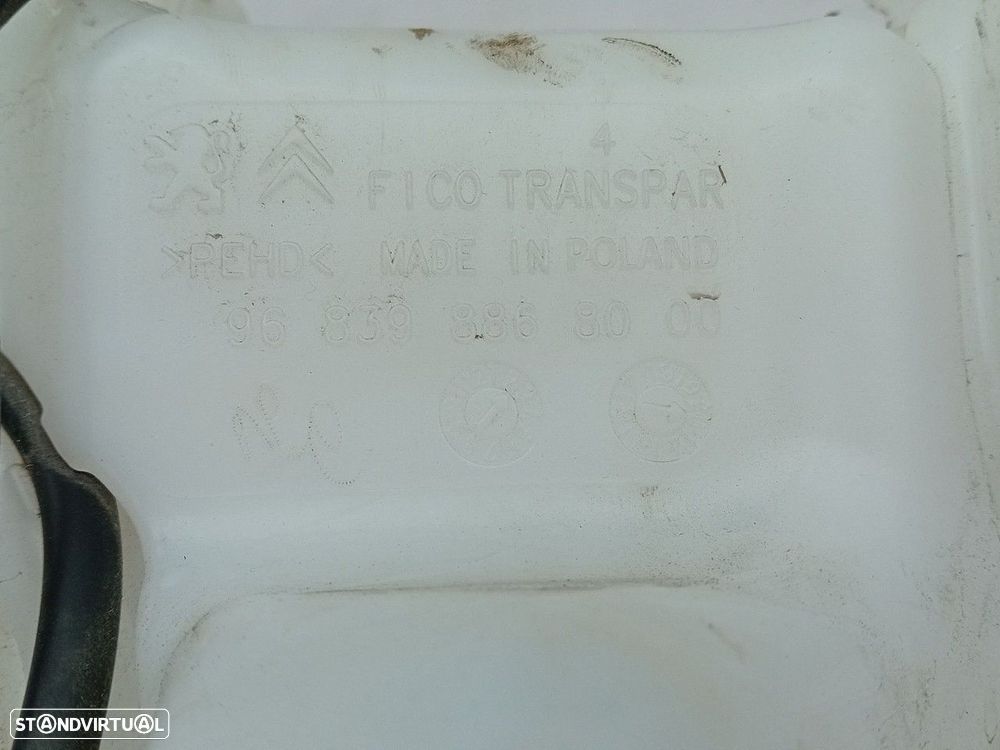 4
FICO TRANSPAR
>PEHD< MADE IN POLAND
96 839 886 80 00
STANDVIRTUAL